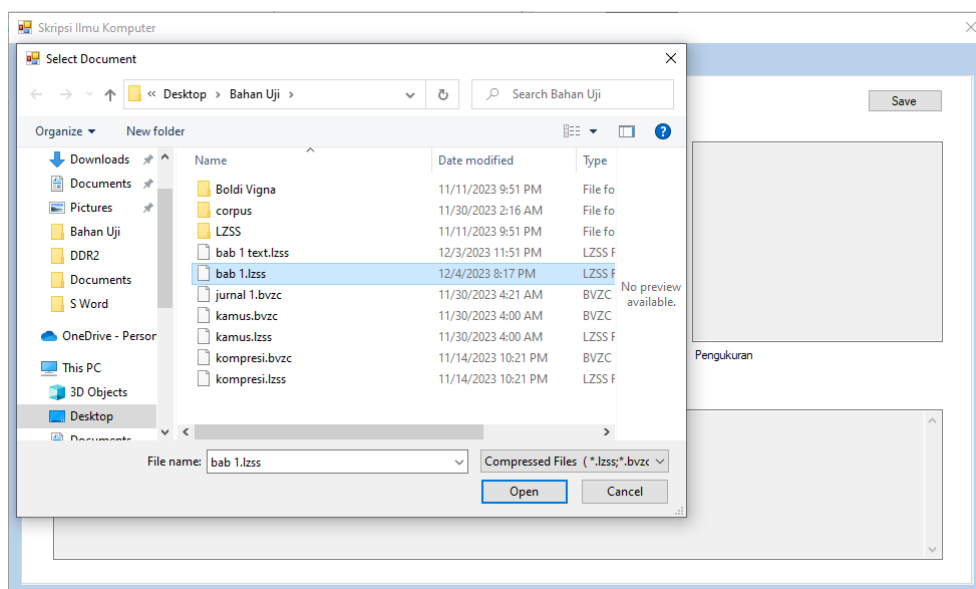 Skripsi Ilmu Komputer
Select Document
« Desktop › Bahan Uji ›
Search Bahan Uji
Save
Organize
New folder
Downloads
Documents
Pictures
Bahan Uji
DDR2
Documents
S Word
OneDrive - Person
This PC
3D Objects
Desktop
Documents
Name Date modified Type
Boldi Vigna 11/11/2023 9:51 PM File fo
corpus 11/30/2023 2:16 AM File fo
LZSS 11/11/2023 9:51 PM File fo
bab 1 text.lzss 12/3/2023 11:51 PM LZSS F
bab 1.lzss 12/4/2023 8:17 PM LZSS F
jurnal 1.bvzc 11/30/2023 4:21 AM BVZC
kamus.bvzc 11/30/2023 4:00 AM BVZC
kamus.lzss 11/30/2023 4:00 AM LZSS F
kompresi.bvzc 11/14/2023 10:21 PM BVZC
kompresi.lzss 11/14/2023 10:21 PM LZSS F
No preview
available.
Pengukuran
File name: bab 1.lzss
Compressed Files (*.lzss;*.bvzc
Open
Cancel